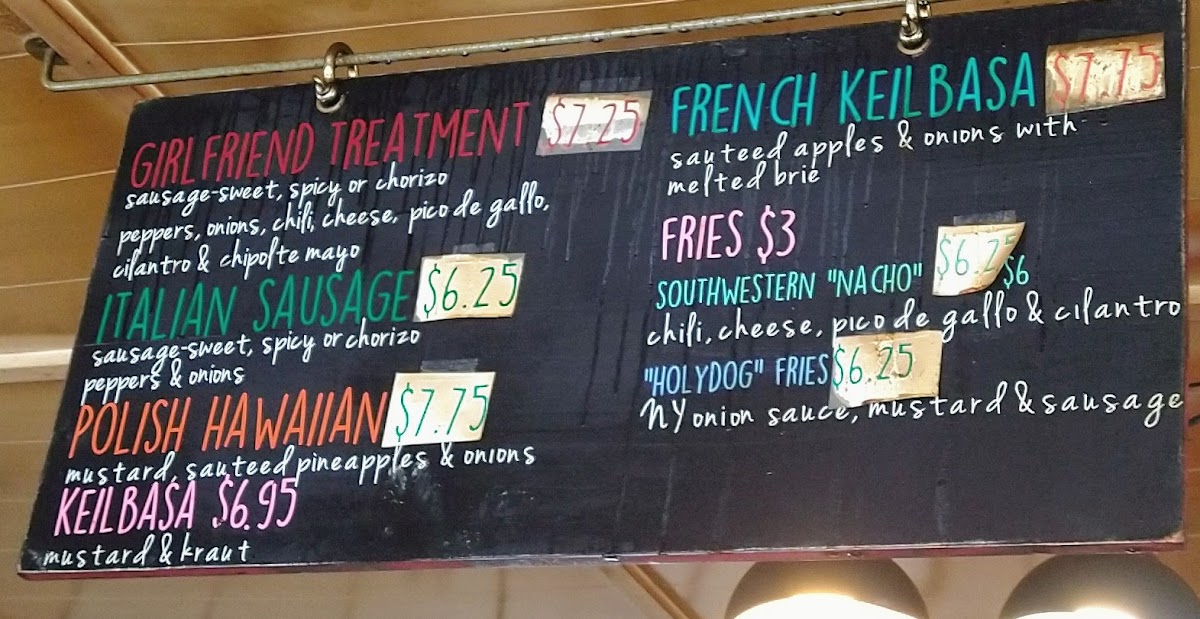 GIRLFRIEND TREATMENT $7.25
sausage-sweet, spicy or chorizo
peppers, onions, chili, cheese, pico de gallo,
cilantro & chipolte mayo
ITALIAN SAUSAGE $6.25
sausage-sweet, spicy or chorizo
peppers & onions
POLISH HAWAIIAN $7.75
mustard, sauteed pineapples & onions
KEILBASA $6.95
mustard & kraut
FRENCH KEILBASA $7.75
sauteed apples & onions with
melted brie
FRIES $3
SOUTHWESTERN "NACHO" $6.25 $6
chili, cheese, pico de gallo & cilantro
"HOLYDOG" FRIES $6.25
NY onion sauce, mustard & sausage